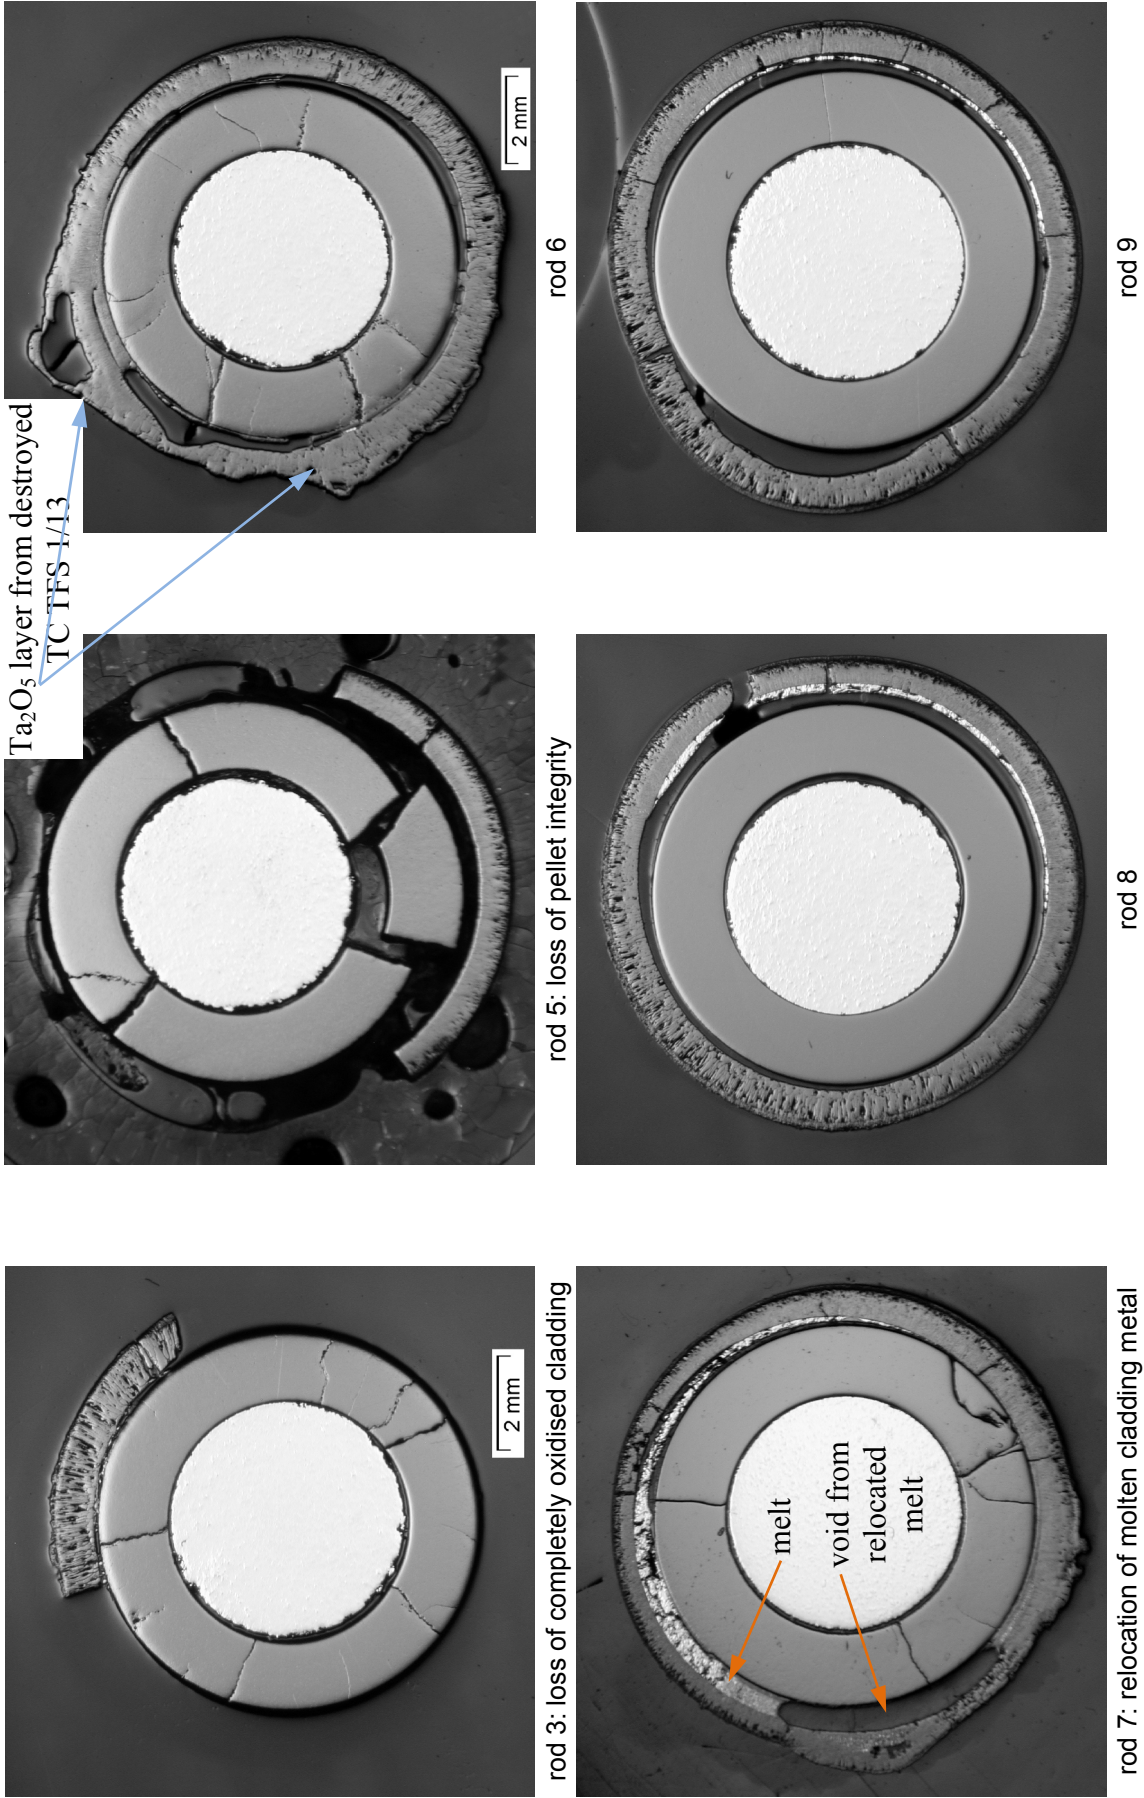 Ta₂O₅ layer from destroyed
TC TFS 1/13
2 mm
2 mm
rod 3: loss of completely oxidised cladding
rod 5: loss of pellet integrity
rod 6
melt
void from
relocated
melt
rod 7: relocation of molten cladding metal
rod 8
rod 9